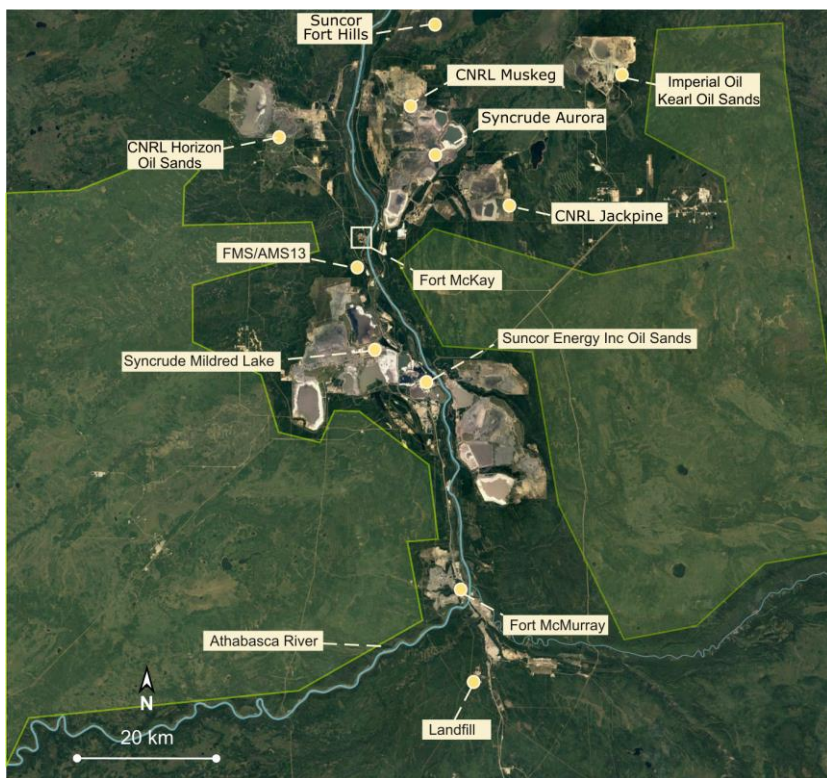 Suncor
Fort Hills
CNRL Muskeg
Imperial Oil
Kearl Oil Sands
Syncrude Aurora
CNRL Horizon
Oil Sands
CNRL Jackpine
FMS/AMS13
Fort McKay
Suncor Energy Inc Oil Sands
Syncrude Mildred Lake
Fort McMurray
Athabasca River
N
Landfill
20 km